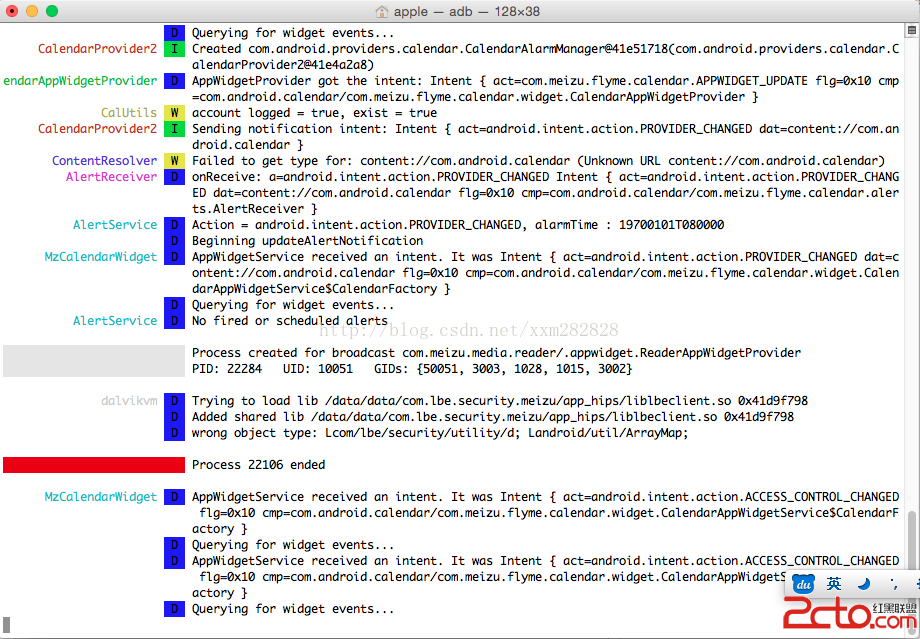 apple — adb — 128×38
D Querying for widget events...
CalendarProvider2 I Created com.android.providers.calendar.CalendarAlarmManager@41e51718(com.android.providers.calendar.C
alendarProvider2@41e4a2a8)
endarAppWidgetProvider D AppWidgetProvider got the intent: Intent { act=com.meizu.flyme.calendar.APPWIDGET_UPDATE flg=0x10 cmp
=com.android.calendar/com.meizu.flyme.calendar.widget.CalendarAppWidgetProvider }
CalUtils W account logged = true, exist = true
CalendarProvider2 I Sending notification intent: Intent { act=android.intent.action.PROVIDER_CHANGED dat=content://com.an
droid.calendar }
ContentResolver W Failed to get type for: content://com.android.calendar (Unknown URL content://com.android.calendar)
AlertReceiver D onReceive: a=android.intent.action.PROVIDER_CHANGED Intent { act=android.intent.action.PROVIDER_CHANG
ED dat=content://com.android.calendar flg=0x10 cmp=com.android.calendar/com.meizu.flyme.calendar.aler
ts.AlertReceiver }
AlertService D Action = android.intent.action.PROVIDER_CHANGED, alarmTime : 19700101T080000
D Beginning updateAlertNotification
MzCalendarWidget D AppWidgetService received an intent. It was Intent { act=android.intent.action.PROVIDER_CHANGED dat=c
ontent://com.android.calendar flg=0x10 cmp=com.android.calendar/com.meizu.flyme.calendar.widget.Calen
darAppWidgetService$CalendarFactory }
D Querying for widget events...
AlertService D No fired or scheduled alerts
http://blog.csdn.net/xxm282828
Process created for broadcast com.meizu.media.reader/.appwidget.ReaderAppWidgetProvider
PID: 22284 UID: 10051 GIDs: {50051, 3003, 1028, 1015, 3002}
dalvikvm D Trying to load lib /data/data/com.lbe.security.meizu/app_hips/liblbeclient.so 0x41d9f798
D Added shared lib /data/data/com.lbe.security.meizu/app_hips/liblbeclient.so 0x41d9f798
D wrong object type: Lcom/lbe/security/utility/d; Landroid/util/ArrayMap;
Process 22106 ended
MzCalendarWidget D AppWidgetService received an intent. It was Intent { act=android.intent.action.ACCESS_CONTROL_CHANGED
flg=0x10 cmp=com.android.calendar/com.meizu.flyme.calendar.widget.CalendarAppWidgetService$CalendarF
actory }
D Querying for widget events...
D AppWidgetService received an intent. It was Intent { act=android.intent.action.ACCESS_CONTROL_CHANGED
flg=0x10 cmp=com.android.calendar/com.meizu.flyme.calendar.widget.CalendarAppWidgetS
actory }
D Querying for widget events...
du 英
红黑联盟
2cto.com